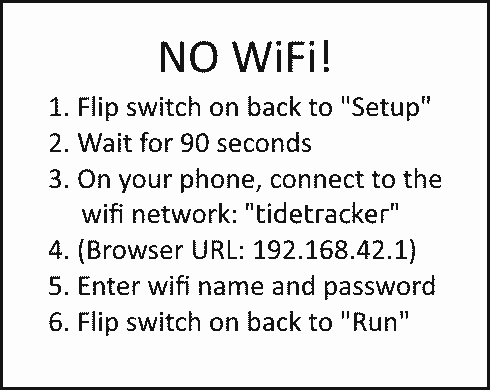 NO WiFi!
1. Flip switch on back to "Setup"
2. Wait for 90 seconds
3. On your phone, connect to the
wifi network: "tidetracker"
4. (Browser URL: 192.168.42.1)
5. Enter wifi name and password
6. Flip switch on back to "Run"